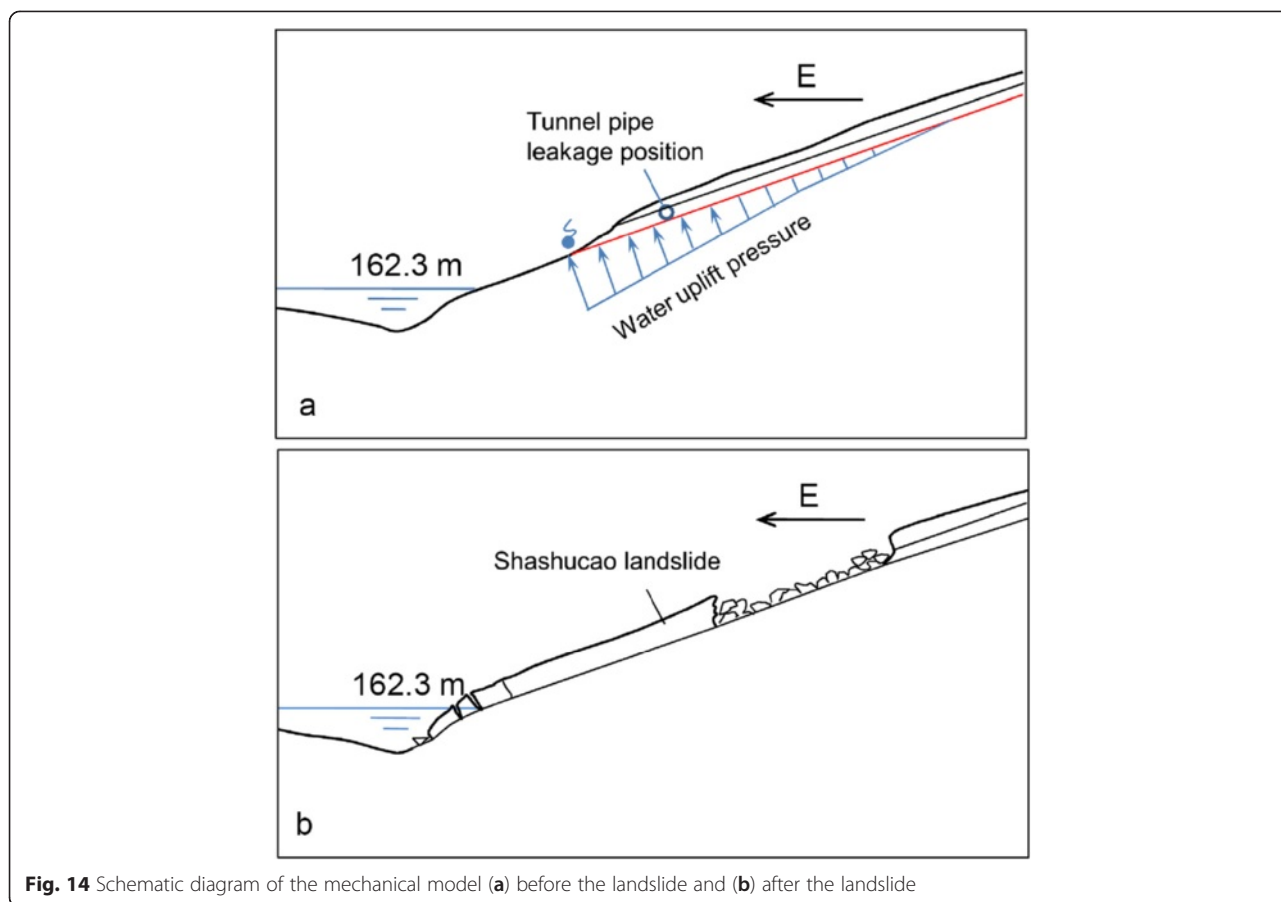 E
Tunnel pipe
leakage position
162.3 m
Water uplift pressure
a
E
Shashucao landslide
162.3 m
b
Fig. 14 Schematic diagram of the mechanical model (a) before the landslide and (b) after the landslide